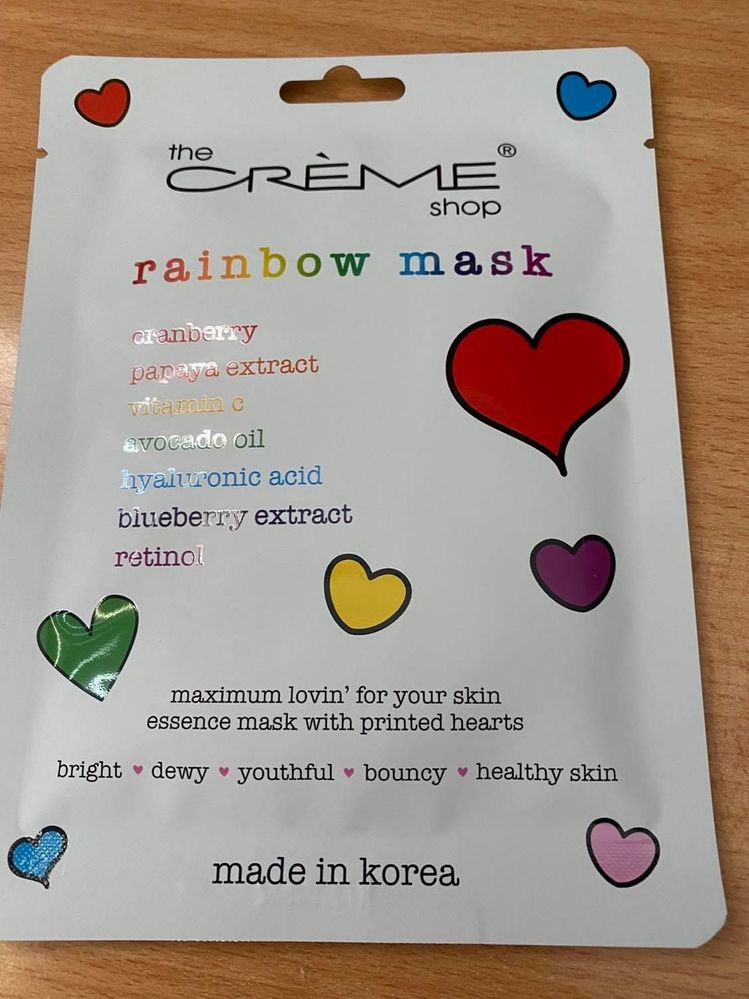 the
CRÈME®
shop
rainbow mask
cranberry
papaya extract
vitamin c
avocado oil
hyaluronic acid
blueberry extract
retinol
maximum lovin' for your skin
essence mask with printed hearts
bright ♥ dewy ♥ youthful ♥ bouncy ♥ healthy skin
made in korea